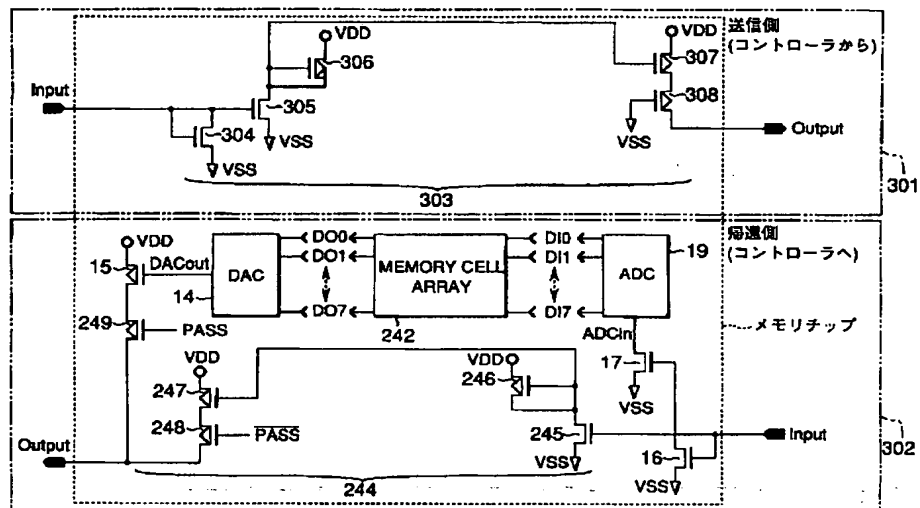 送信側
(コントローラから)
VDD
306
VDD
307
Input
305
304
VSS
VSS
308
VSS
Output
303
301
帰還側
(コントローラへ)
VDD
15
DACout
14
DAC
DO0
DO1
DO7
MEMORY CELL
ARRAY
242
DI0
DI1
DI7
ADC
19
ADCin
メモリチップ
249
PASS
VDD
247
248
PASS
VDD
246
17
VSS
245
VSS
16
VSS
Output
Input
244
302